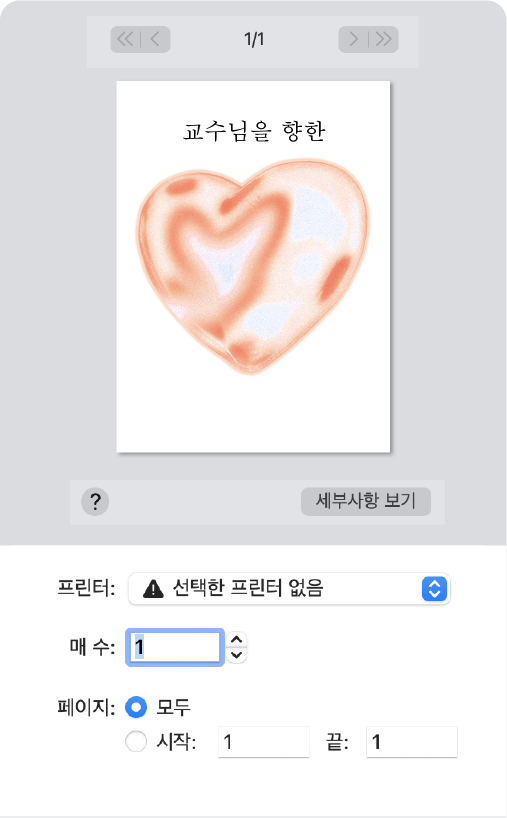 1/1
교수님을 향한
?
세부사항 보기
프린터: 선택한 프린터 없음
매 수: 1
페이지: 모두
시작: 1 끝: 1